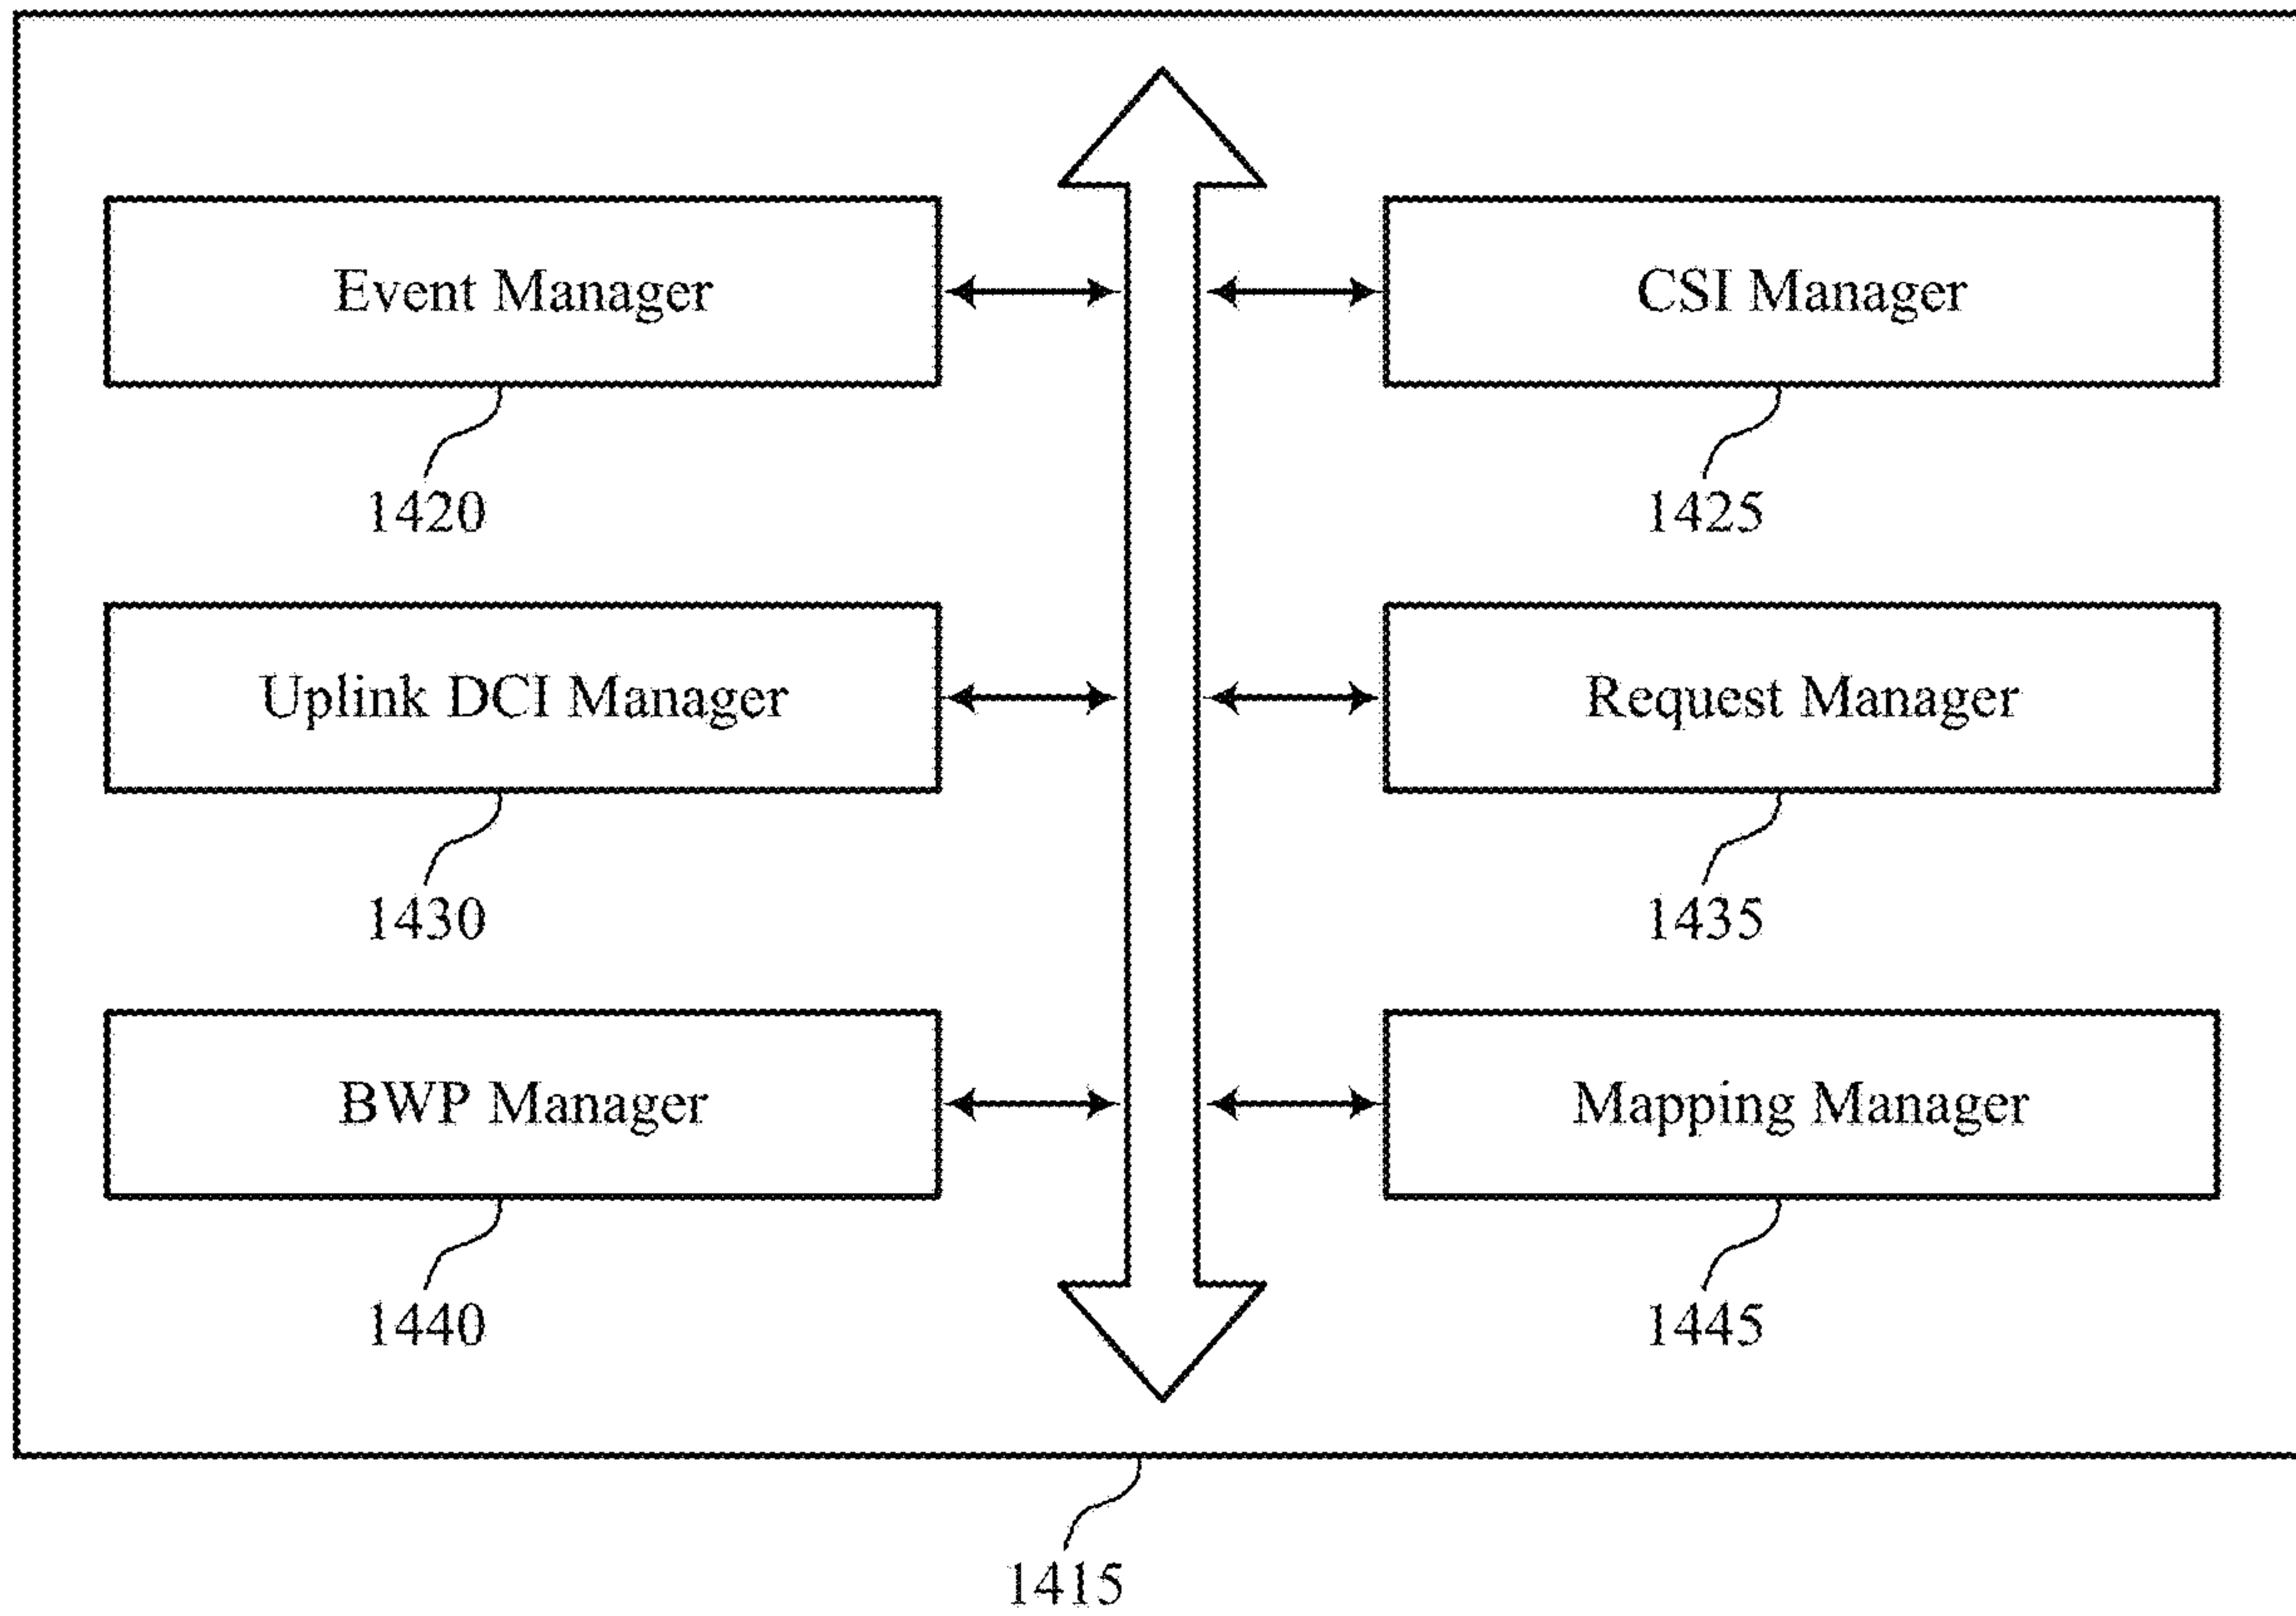 Event Manager
CSI Manager
1420
1425
Uplink DCI Manager
Request Manager
1430
1435
BWP Manager
Mapping Manager
1440
1445
1415